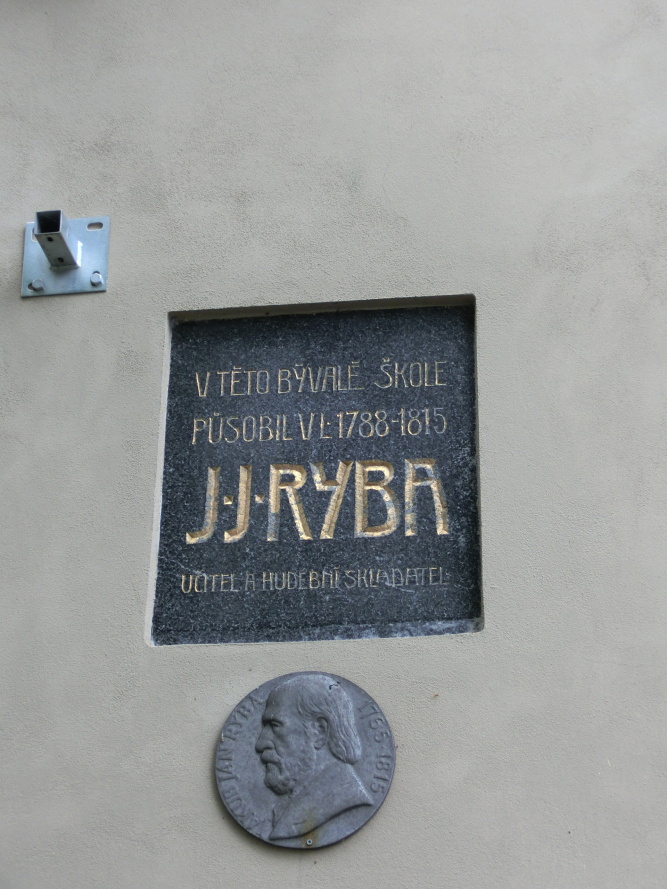 V TÉTO BÝVALÉ ŠKOLE
PŮSOBIL V L. 1788-1815
J.J. RYBA
UČITEL A HUDEBNÍ SKLADATEL
JAKUB JAN RYBA 1765-1815